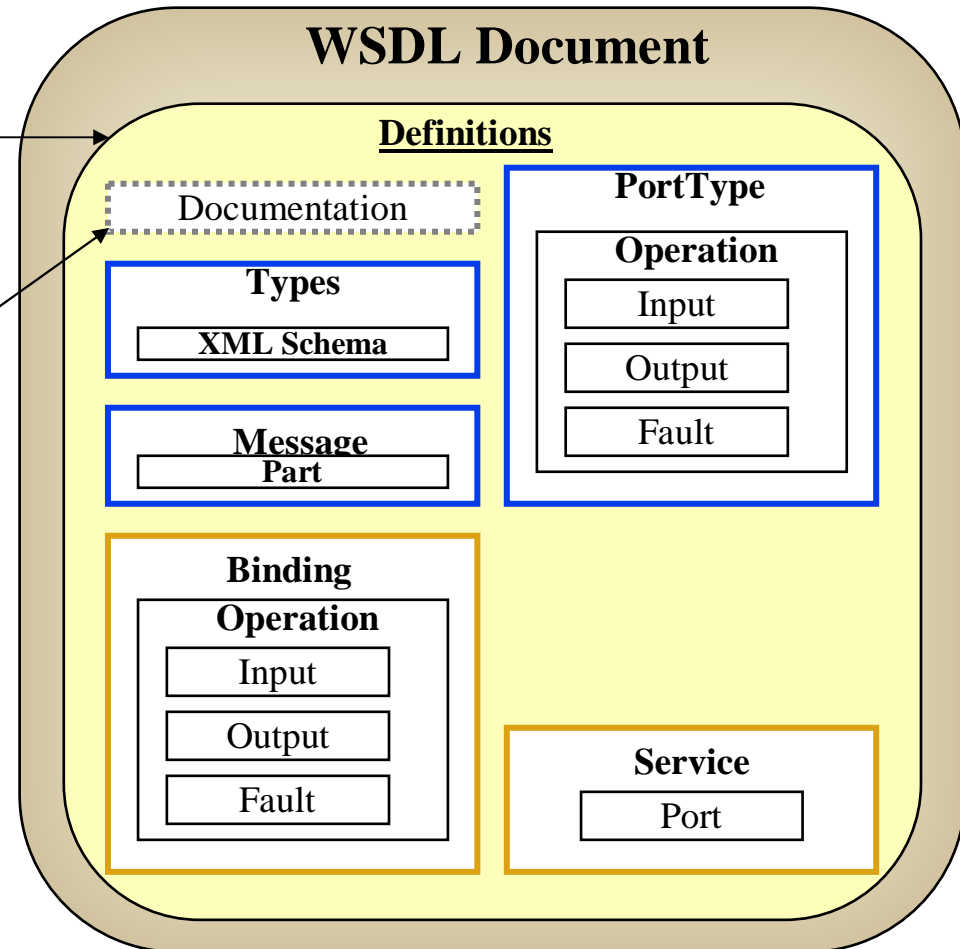 WSDL Document
Definitions
Documentation
Types
XML Schema
Message
Part
PortType
Operation
Input
Output
Fault
Binding
Operation
Input
Output
Fault
Service
Port